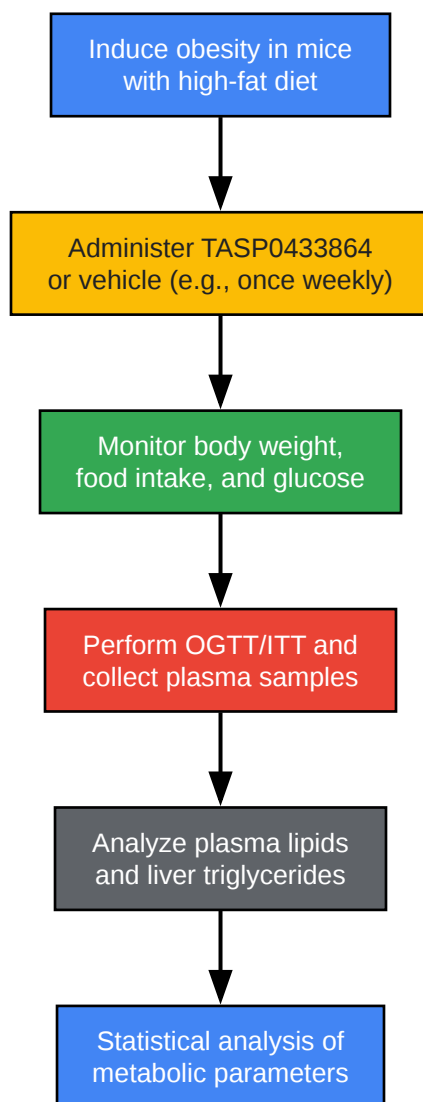 Induce obesity in mice
with high-fat diet
Administer TASP0433864
or vehicle (e.g., once weekly)
Monitor body weight,
food intake, and glucose
Perform OGTT/ITT and
collect plasma samples
Analyze plasma lipids
and liver triglycerides
Statistical analysis of
metabolic parameters